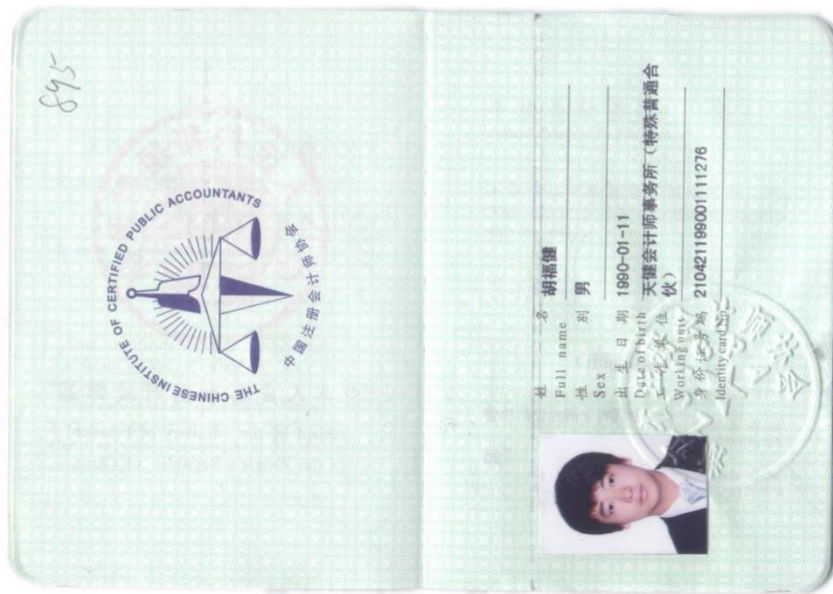 895
THE CHINESE INSTITUTE OF CERTIFIED PUBLIC ACCOUNTANTS
中国注册会计师协会
姓 名 胡福健
Full name
性 别 男
Sex
出 生 日 期 1990-01-11
Date of birth
工 作 单 位 天健会计师事务所（特殊普通合
伙）
Working unit
身份证号码 210421199001111276
Identity card No.